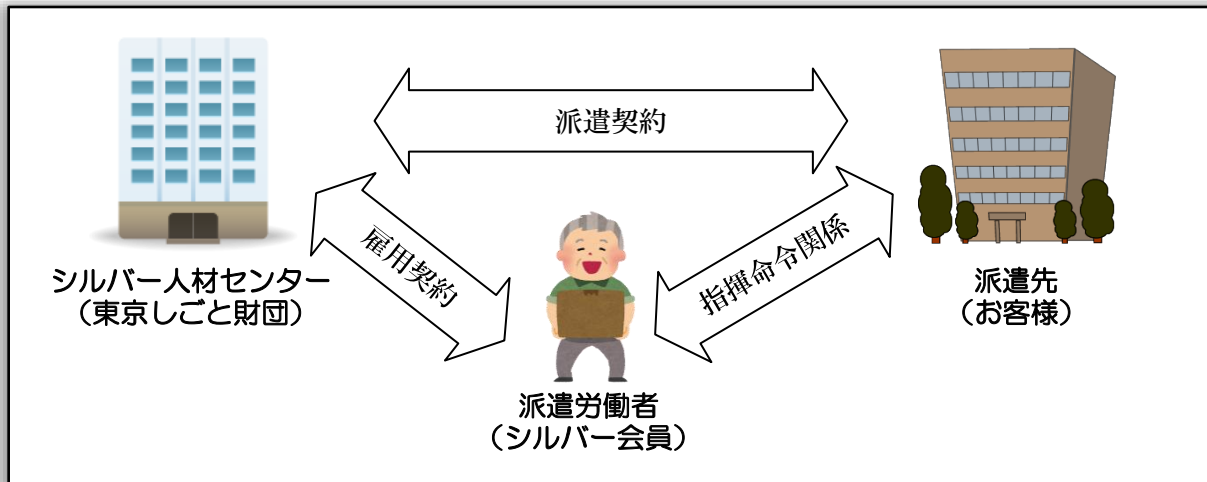 派遣契約
雇用契約
指揮命令関係
シルバー人材センター
（東京しごと財団）
派遣先
（お客様）
派遣労働者
（シルバー会員）